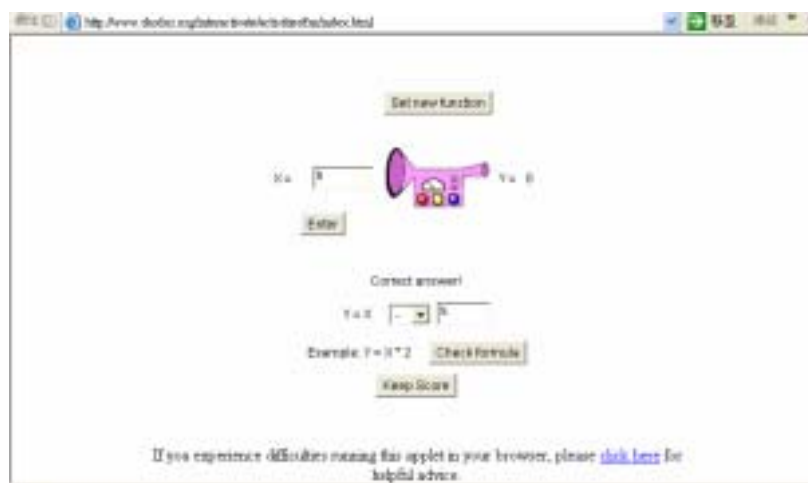 Get new function
X =
Y =
Enter
Correct answer!
Y = X
Example: Y = X * 2 Check formula
Keep Score
If you experience difficulties running this applet in your browser, please click here for
helpful advice.